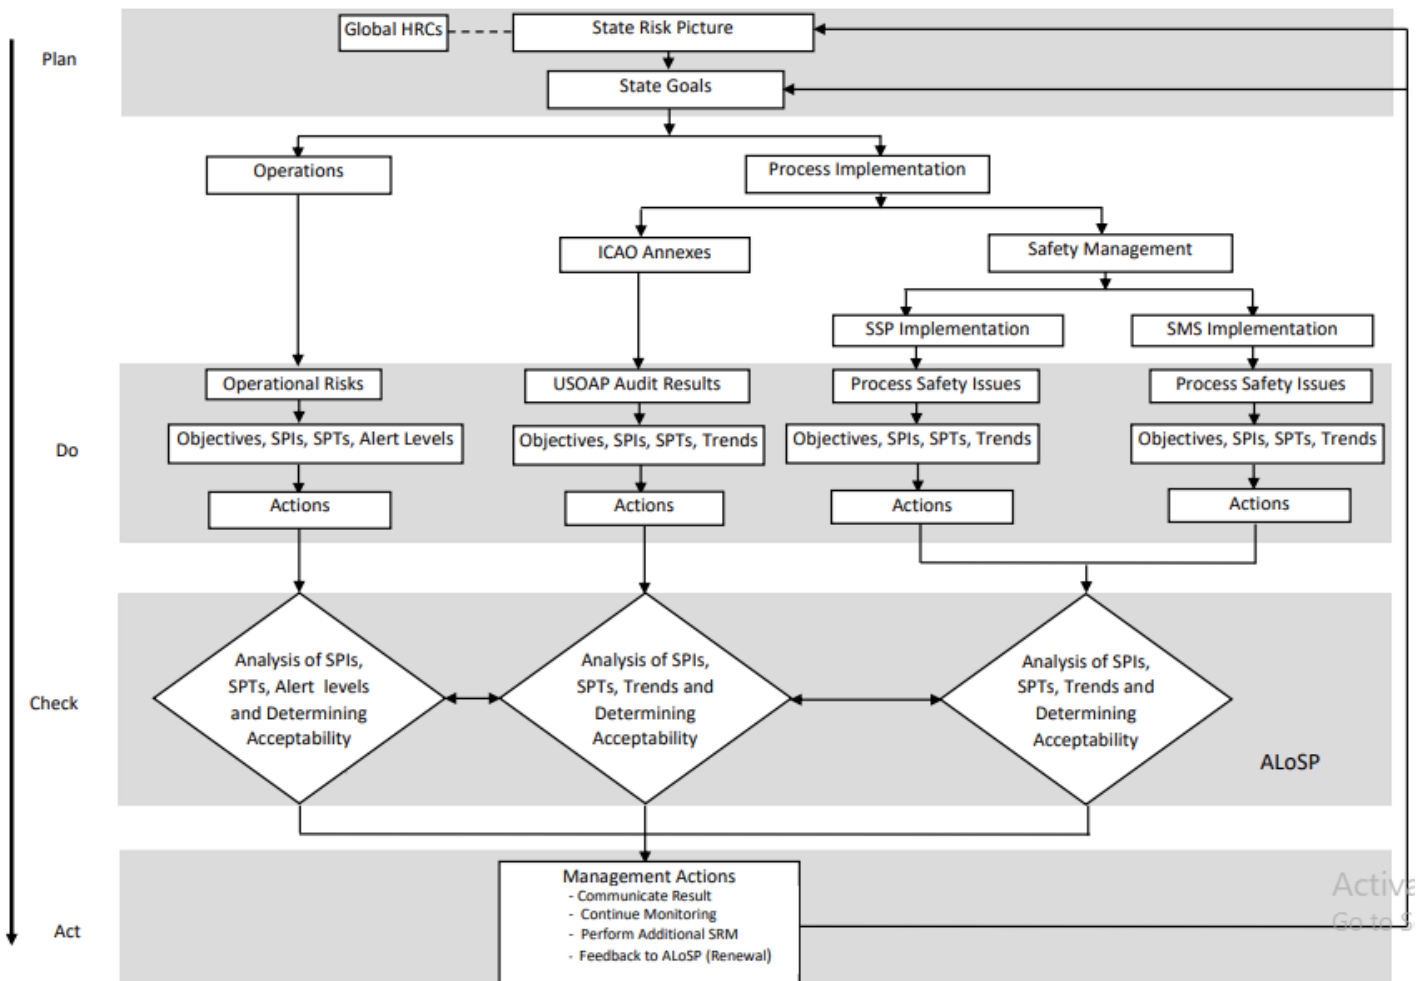 Global HRCs
State Risk Picture
Plan
State Goals
Operations
Process Implementation
ICAO Annexes
Safety Management
SSP Implementation
SMS Implementation
Operational Risks
USOAP Audit Results
Process Safety Issues
Process Safety Issues
Do
Objectives, SPIs, SPTs, Alert Levels
Objectives, SPIs, SPTs, Trends
Objectives, SPIs, SPTs, Trends
Objectives, SPIs, SPTs, Trends
Actions
Actions
Actions
Actions
Check
Analysis of SPIs,
SPTs, Alert levels
and Determining
Acceptability
Analysis of SPIs,
SPTs, Trends and
Determining
Acceptability
Analysis of SPIs,
SPTs, Trends and
Determining
Acceptability
ALoSP
Act
Management Actions
- Communicate Result
- Continue Monitoring
- Perform Additional SRM
- Feedback to ALoSP (Renewal)
Activa
Go to S